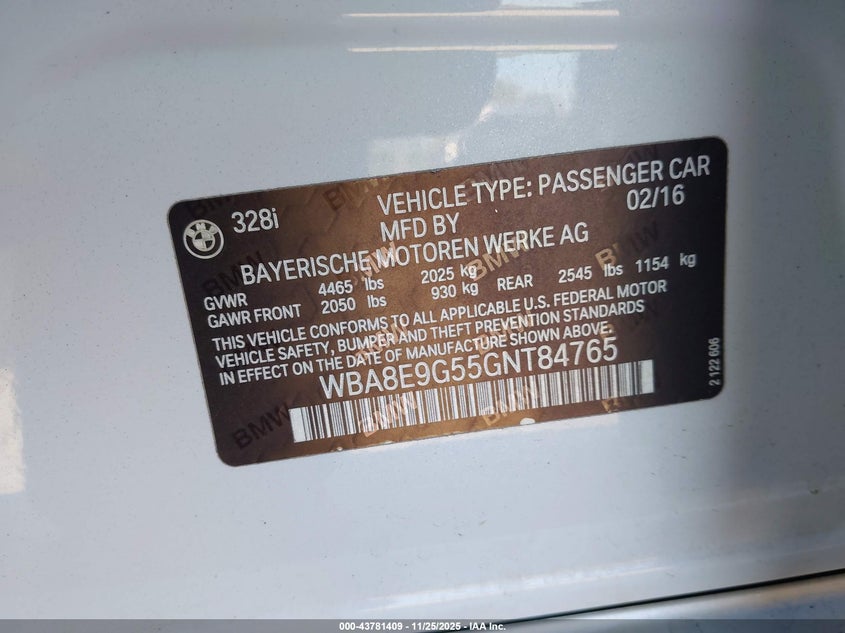 328i
VEHICLE TYPE: PASSENGER CAR
MFD BY 02/16
BAYERISCHE MOTOREN WERKE AG
GVWR 4465 lbs 2025 kg
GAWR FRONT 2050 lbs 930 kg REAR 2545 lbs 1154 kg
THIS VEHICLE CONFORMS TO ALL APPLICABLE U.S. FEDERAL MOTOR
VEHICLE SAFETY, BUMPER AND THEFT PREVENTION STANDARDS
IN EFFECT ON THE DATE OF MANUFACTURE SHOWN ABOVE.
WBA8E9G55GNT84765
2 122 606
000-43781409 - 11/25/2025 - IAA Inc.